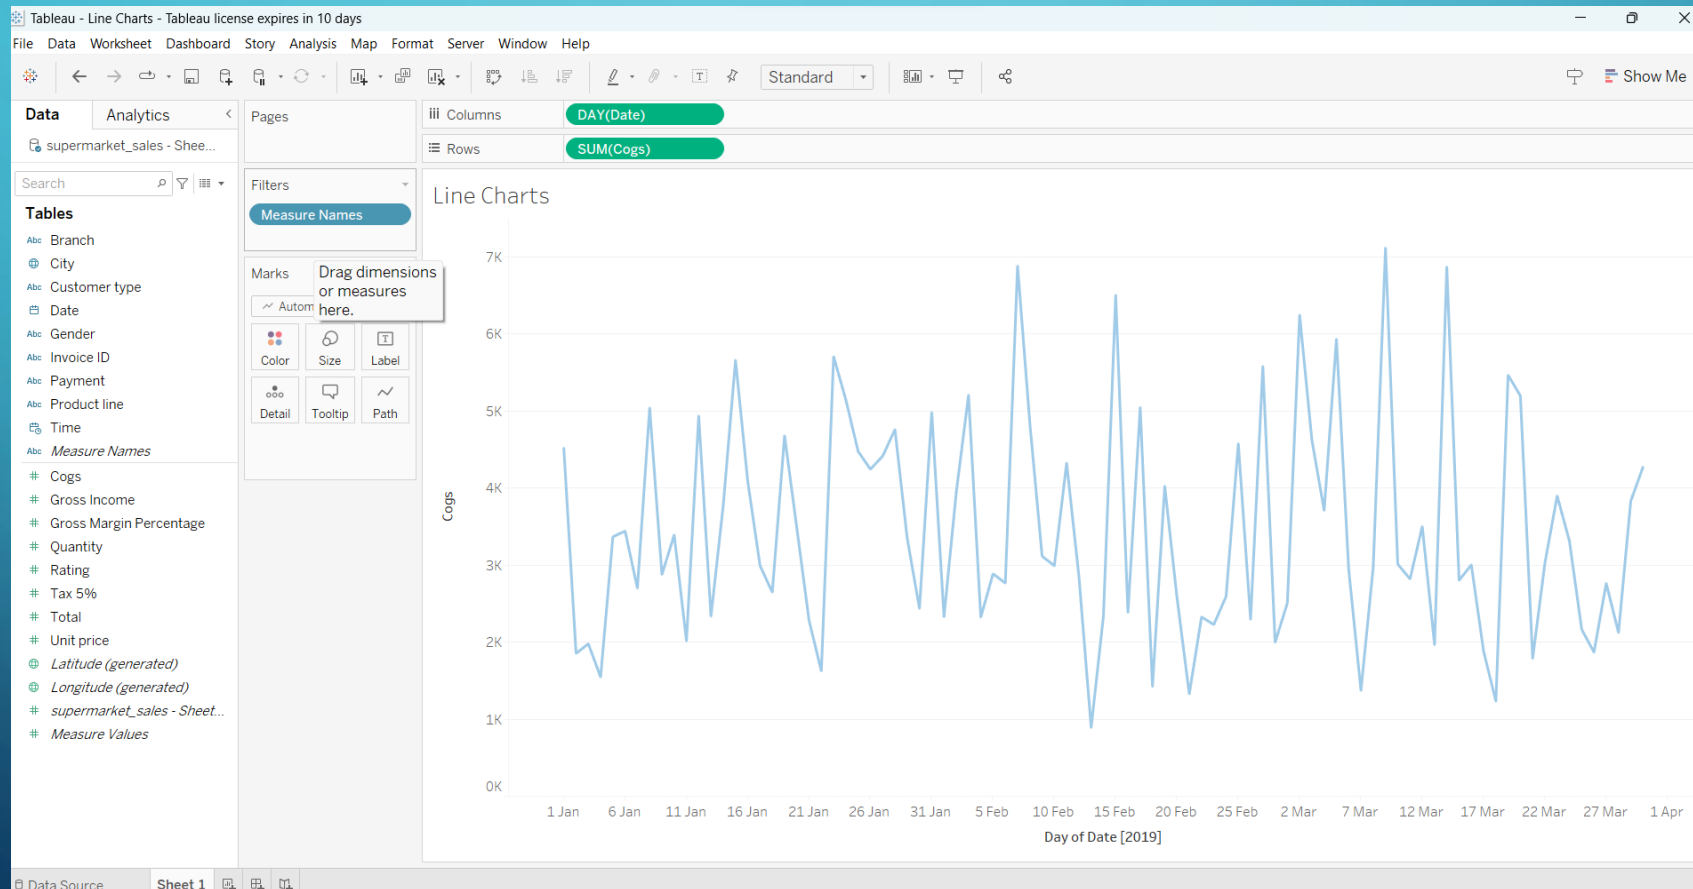 Tableau - Line Charts - Tableau license expires in 10 days
File Data Worksheet Dashboard Story Analysis Map Format Server Window Help
Standard
Show Me
Data
Analytics
supermarket_sales - Shee...
Search
Tables
Abc Branch
City
Abc Customer type
Date
Abc Gender
Abc Invoice ID
Abc Payment
Abc Product line
Time
Abc Measure Names
# Cogs
# Gross Income
# Gross Margin Percentage
# Quantity
# Rating
# Tax 5%
# Total
# Unit price
Latitude (generated)
Longitude (generated)
# supermarket_sales - Sheet...
# Measure Values
Pages
Filters
Measure Names
Marks
Autom
Drag dimensions
or measures
here.
Color Size Label
Detail Tooltip Path
Columns DAY(Date)
Rows SUM(Cogs)
Line Charts
7K
6K
5K
4K
3K
2K
1K
0K
Cogs
1 Jan 6 Jan 11 Jan 16 Jan 21 Jan 26 Jan 31 Jan 5 Feb 10 Feb 15 Feb 20 Feb 25 Feb 2 Mar 7 Mar 12 Mar 17 Mar 22 Mar 27 Mar 1 Apr
Day of Date [2019]
Data Source Sheet 1